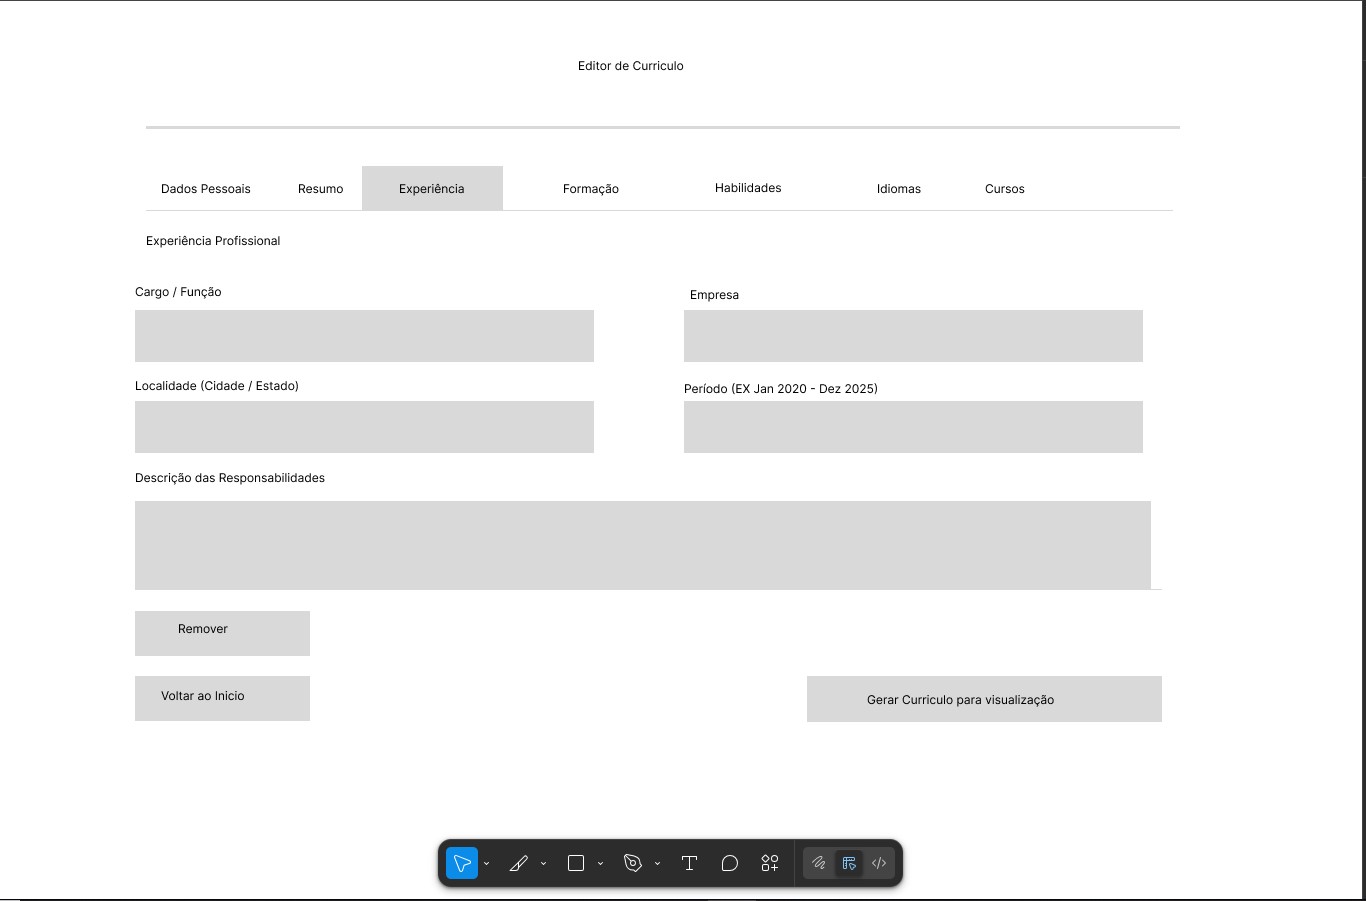 Editor de Curriculo
Dados Pessoais Resumo Experiência Formação Habilidades Idiomas Cursos
Experiência Profissional
Cargo / Função Empresa
Localidade (Cidade / Estado) Período (EX Jan 2020 - Dez 2025)
Descrição das Responsabilidades
Remover
Voltar ao Inicio Gerar Curriculo para visualização